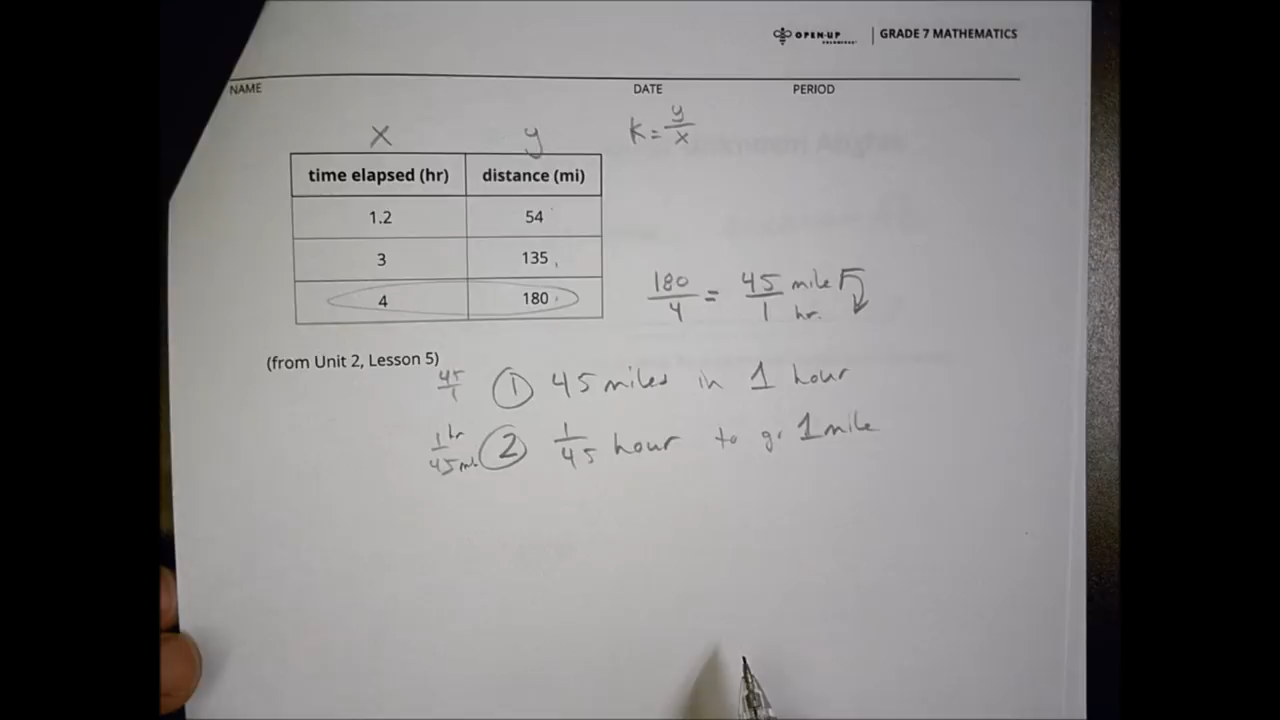 OPEN-UP
GRADE 7 MATHEMATICS
NAME DATE PERIOD
x y k = y/x
time elapsed (hr) distance (mi)
1.2 54
3 135
4 180
180/4 = 45/1 mile hr.
(from Unit 2, Lesson 5)
45/1 ① 45 miles in 1 hour
1 hr/45 mi. ② 1/45 hour to go 1 mile